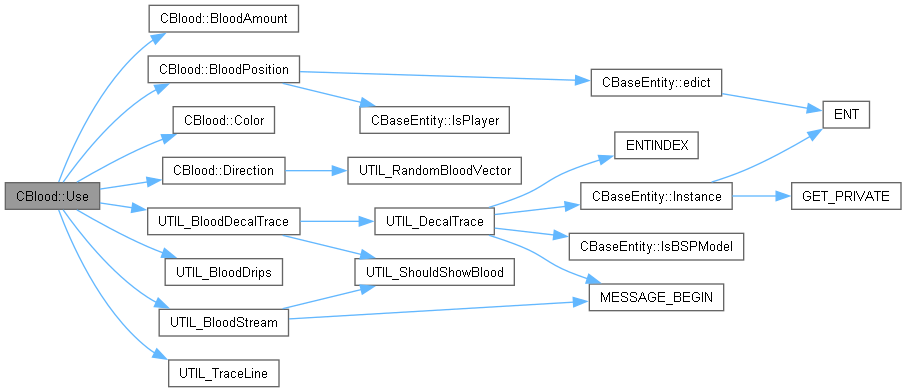 CBlood::BloodAmount
CBlood::BloodPosition
CBaseEntity::edict
ENT
CBlood::Color
CBaseEntity::IsPlayer
ENTINDEX
CBlood::Direction
UTIL_RandomBloodVector
CBlood::Use
CBaseEntity::Instance
GET_PRIVATE
UTIL_BloodDecalTrace
UTIL_DecalTrace
CBaseEntity::IsBSPModel
UTIL_BloodDrips
UTIL_ShouldShowBlood
MESSAGE_BEGIN
UTIL_BloodStream
UTIL_TraceLine